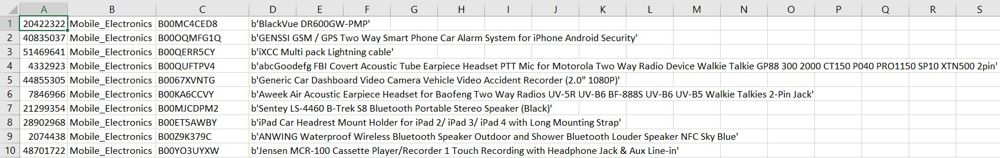 A B C D E F G H I J K L M N O P Q R S
1 20422322 Mobile_Electronics B00MC4CED8 b'BlackVue DR600GW-PMP'
2 40835037 Mobile_Electronics B00OQMFG1Q b'GENSSI GSM / GPS Two Way Smart Phone Car Alarm System for iPhone Android Security'
3 51469641 Mobile_Electronics B00QERR5CY b'iXCC Multi pack Lightning cable'
4 4332923 Mobile_Electronics B00QUFTPV4 b'abcGoodefg FBI Covert Acoustic Tube Earpiece Headset PTT Mic for Motorola Two Way Radio Device Walkie Talkie GP88 300 2000 CT150 P040 PRO1150 SP10 XTN500 2pin'
5 44855305 Mobile_Electronics B0067XVNTG b'Generic Car Dashboard Video Camera Vehicle Video Accident Recorder (2.0" 1080P)'
6 7846966 Mobile_Electronics B00KA6CCVY b'Aweek Air Acoustic Earpiece Headset for Baofeng Two Way Radios UV-5R UV-B6 BF-888S UV-B6 UV-B5 Walkie Talkies 2-Pin Jack'
7 21299354 Mobile_Electronics B00MJCDPM2 b'Sentey LS-4460 B-Trek S8 Bluetooth Portable Stereo Speaker (Black)'
8 28902968 Mobile_Electronics B00ET5AWBY b'iPad Car Headrest Mount Holder for iPad 2/ iPad 3/ iPad 4 with Long Mounting Strap'
9 2074438 Mobile_Electronics B00Z9K379C b'ANWING Waterproof Wireless Bluetooth Speaker Outdoor and Shower Bluetooth Louder Speaker NFC Sky Blue'
10 48701722 Mobile_Electronics B00YO3UYXW b'Jensen MCR-100 Cassette Player/Recorder 1 Touch Recording with Headphone Jack & Aux Line-in'